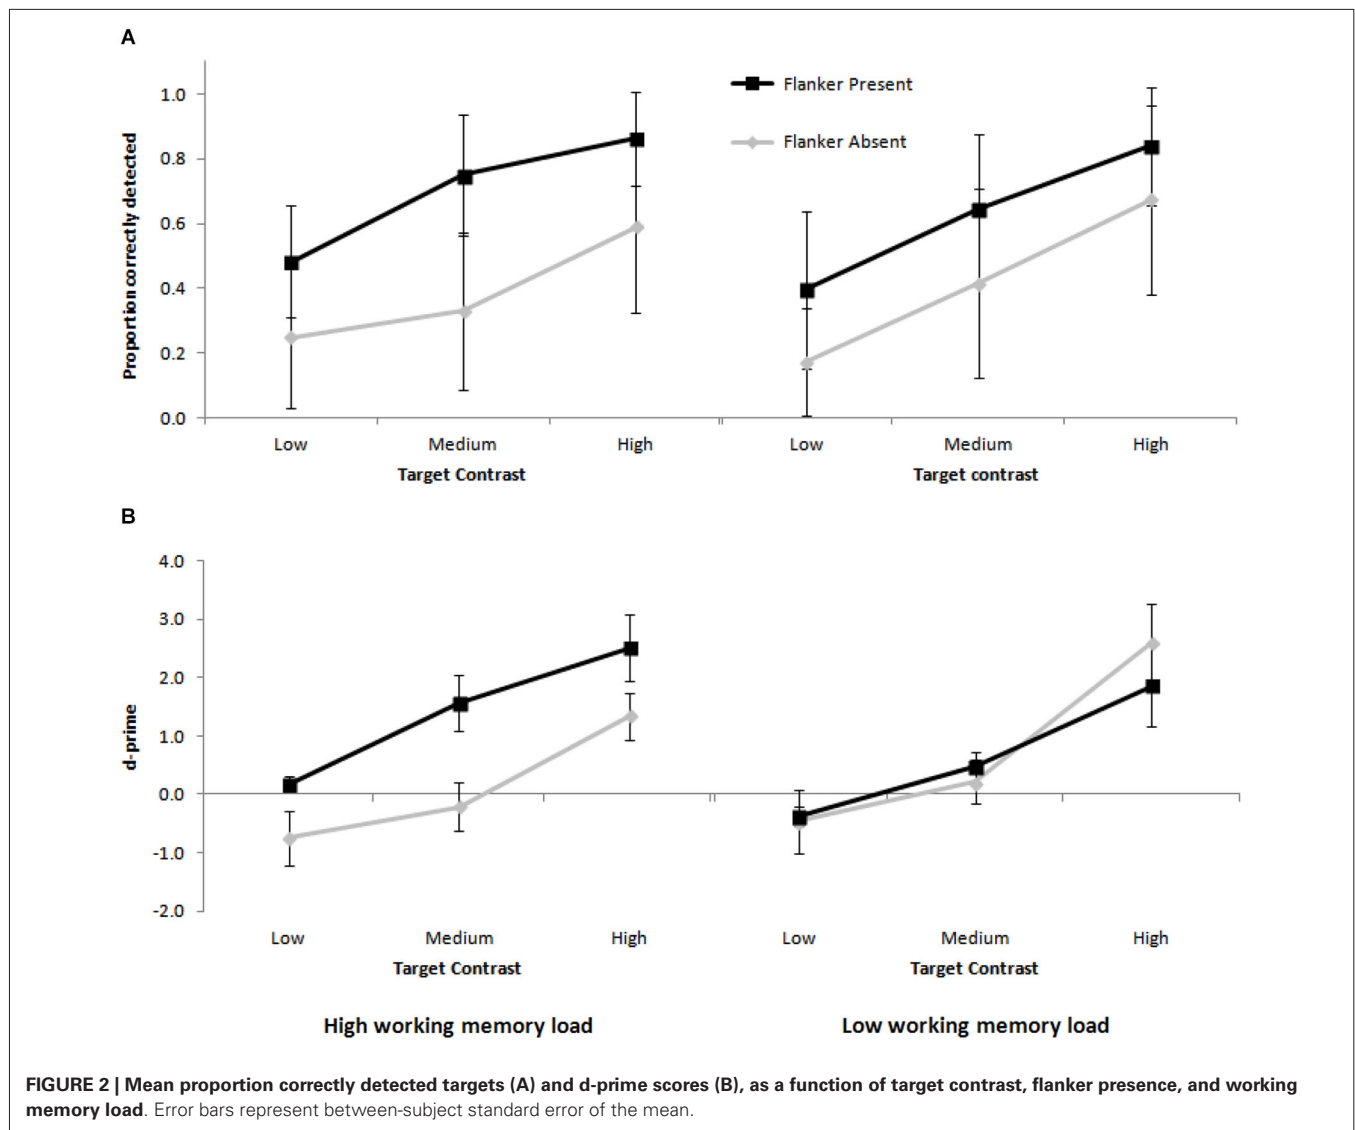 A
Flanker Present
Flanker Absent
Proportion correctly detected
1.0
0.8
0.6
0.4
0.2
0.0
Low Medium High Low Medium High
Target Contrast Target contrast
B
d-prime
4.0
3.0
2.0
1.0
0.0
-1.0
-2.0
Low Medium High Low Medium High
Target Contrast Target Contrast
High working memory load Low working memory load
FIGURE 2 | Mean proportion correctly detected targets (A) and d-prime scores (B), as a function of target contrast, flanker presence, and working
memory load. Error bars represent between-subject standard error of the mean.